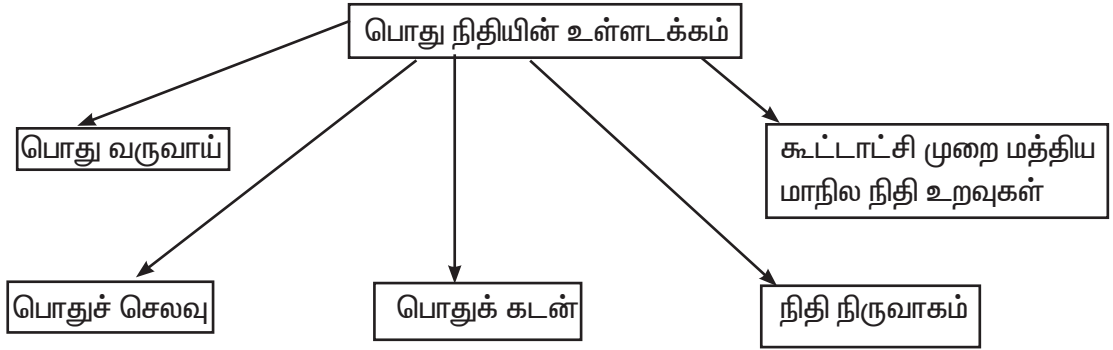 பொது நிதியின் உள்ளடக்கம்
பொது வருவாய்
கூட்டாட்சி முறை மத்திய
மாநில நிதி உறவுகள்
பொதுச் செலவு
பொதுக் கடன்
நிதி நிருவாகம்